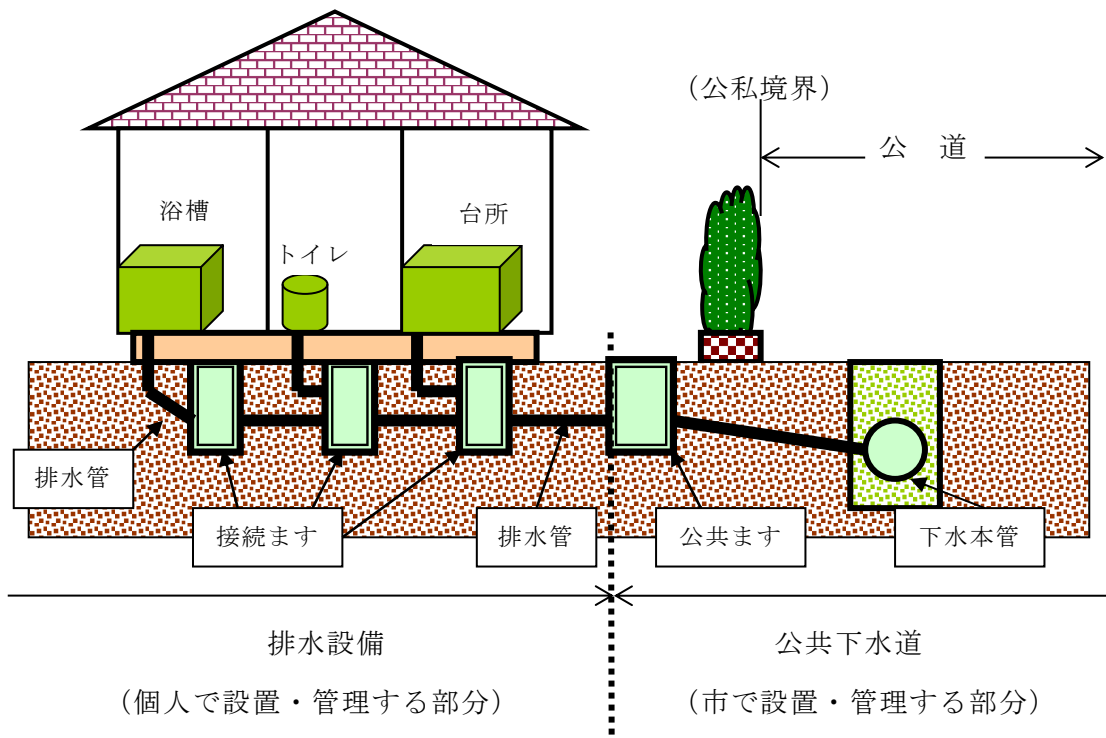 （公私境界）
公　道
浴槽
トイレ
台所
排水管
接続ます
排水管
公共ます
下水本管
排水設備
（個人で設置・管理する部分）
公共下水道
（市で設置・管理する部分）